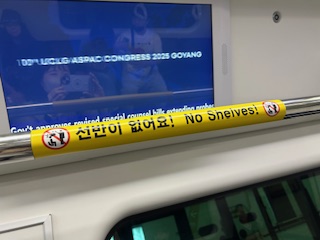 10th UCLG ASPAC CONGRESS 2025 GOYANG
Gov't approves revised special counsel bills extending probes
선반이 없어요! No Shelves!